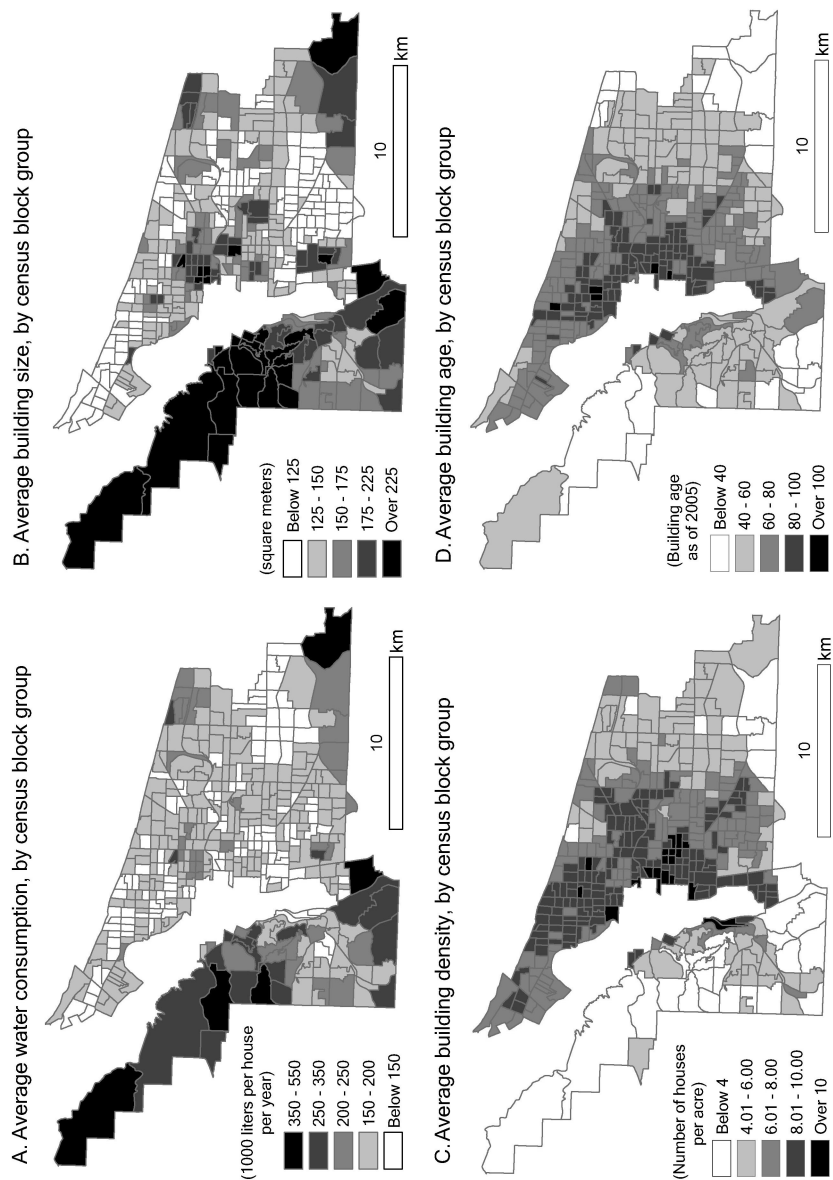 A. Average water consumption, by census block group
(1000 liters per house
per year)
350 - 550
250 - 350
200 - 250
150 - 200
Below 150
10
km
B. Average building size, by census block group
(square meters)
Below 125
125 - 150
150 - 175
175 - 225
Over 225
10
km
C. Average building density, by census block group
(Number of houses
per acre)
Below 4
4.01 - 6.00
6.01 - 8.00
8.01 - 10.00
Over 10
10
km
D. Average building age, by census block group
(Building age
as of 2005)
Below 40
40 - 60
60 - 80
80 - 100
Over 100
10
km